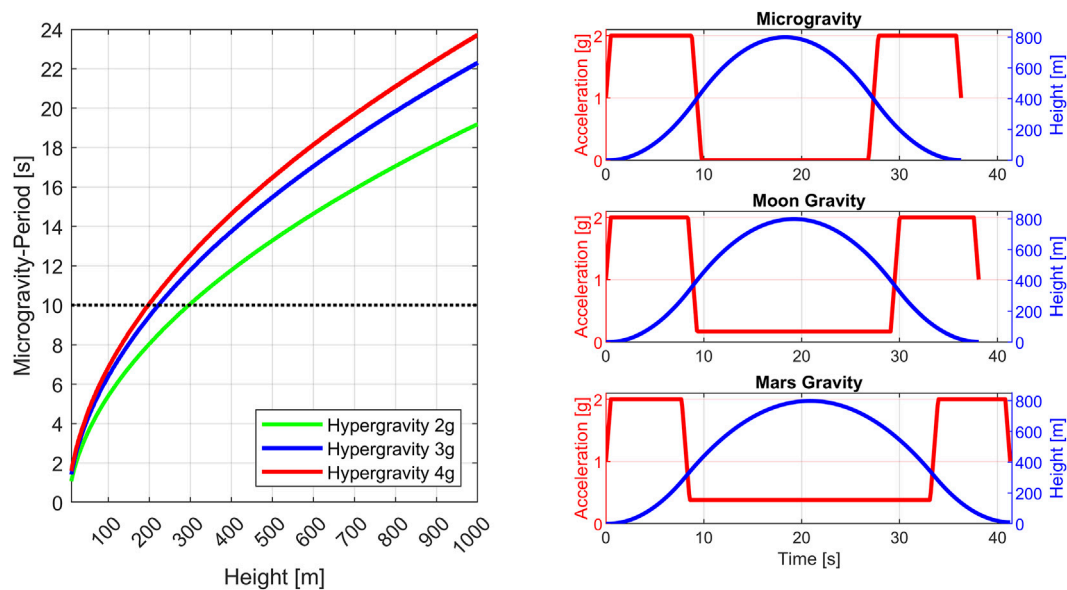 Microgravity-Period [s]
24
22
20
18
16
14
12
10
8
6
4
2
0
100
200
300
400
500
600
700
800
900
1000
Height [m]
Hypergravity 2g
Hypergravity 3g
Hypergravity 4g
Microgravity
Acceleration [g]
2
1
0
800
600
400
200
0
Height [m]
0 10 20 30 40
Moon Gravity
Acceleration [g]
2
1
0
800
600
400
200
0
Height [m]
0 10 20 30 40
Mars Gravity
Acceleration [g]
2
1
0
800
600
400
200
0
Height [m]
0 10 20 30 40
Time [s]